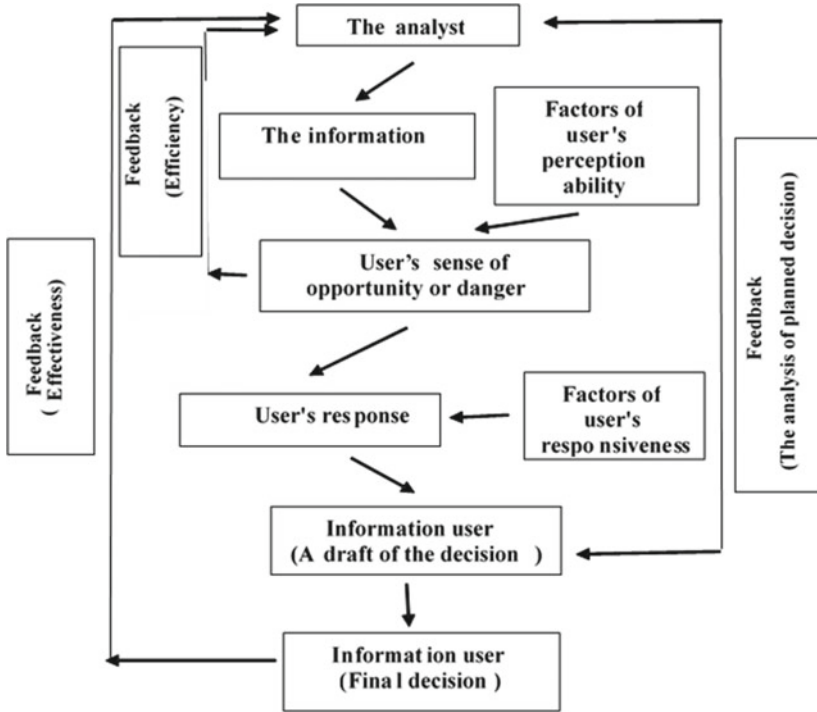 The analyst
Feedback
(Efficiency)
The information
Factors of
user's
perception
ability
User's sense of
opportunity or danger
Feedback
( Effectiveness)
Feedback
(The analysis of planned decision)
User's response
Factors of
user's
responsiveness
Information user
(A draft of the decision )
Information user
(Final decision )